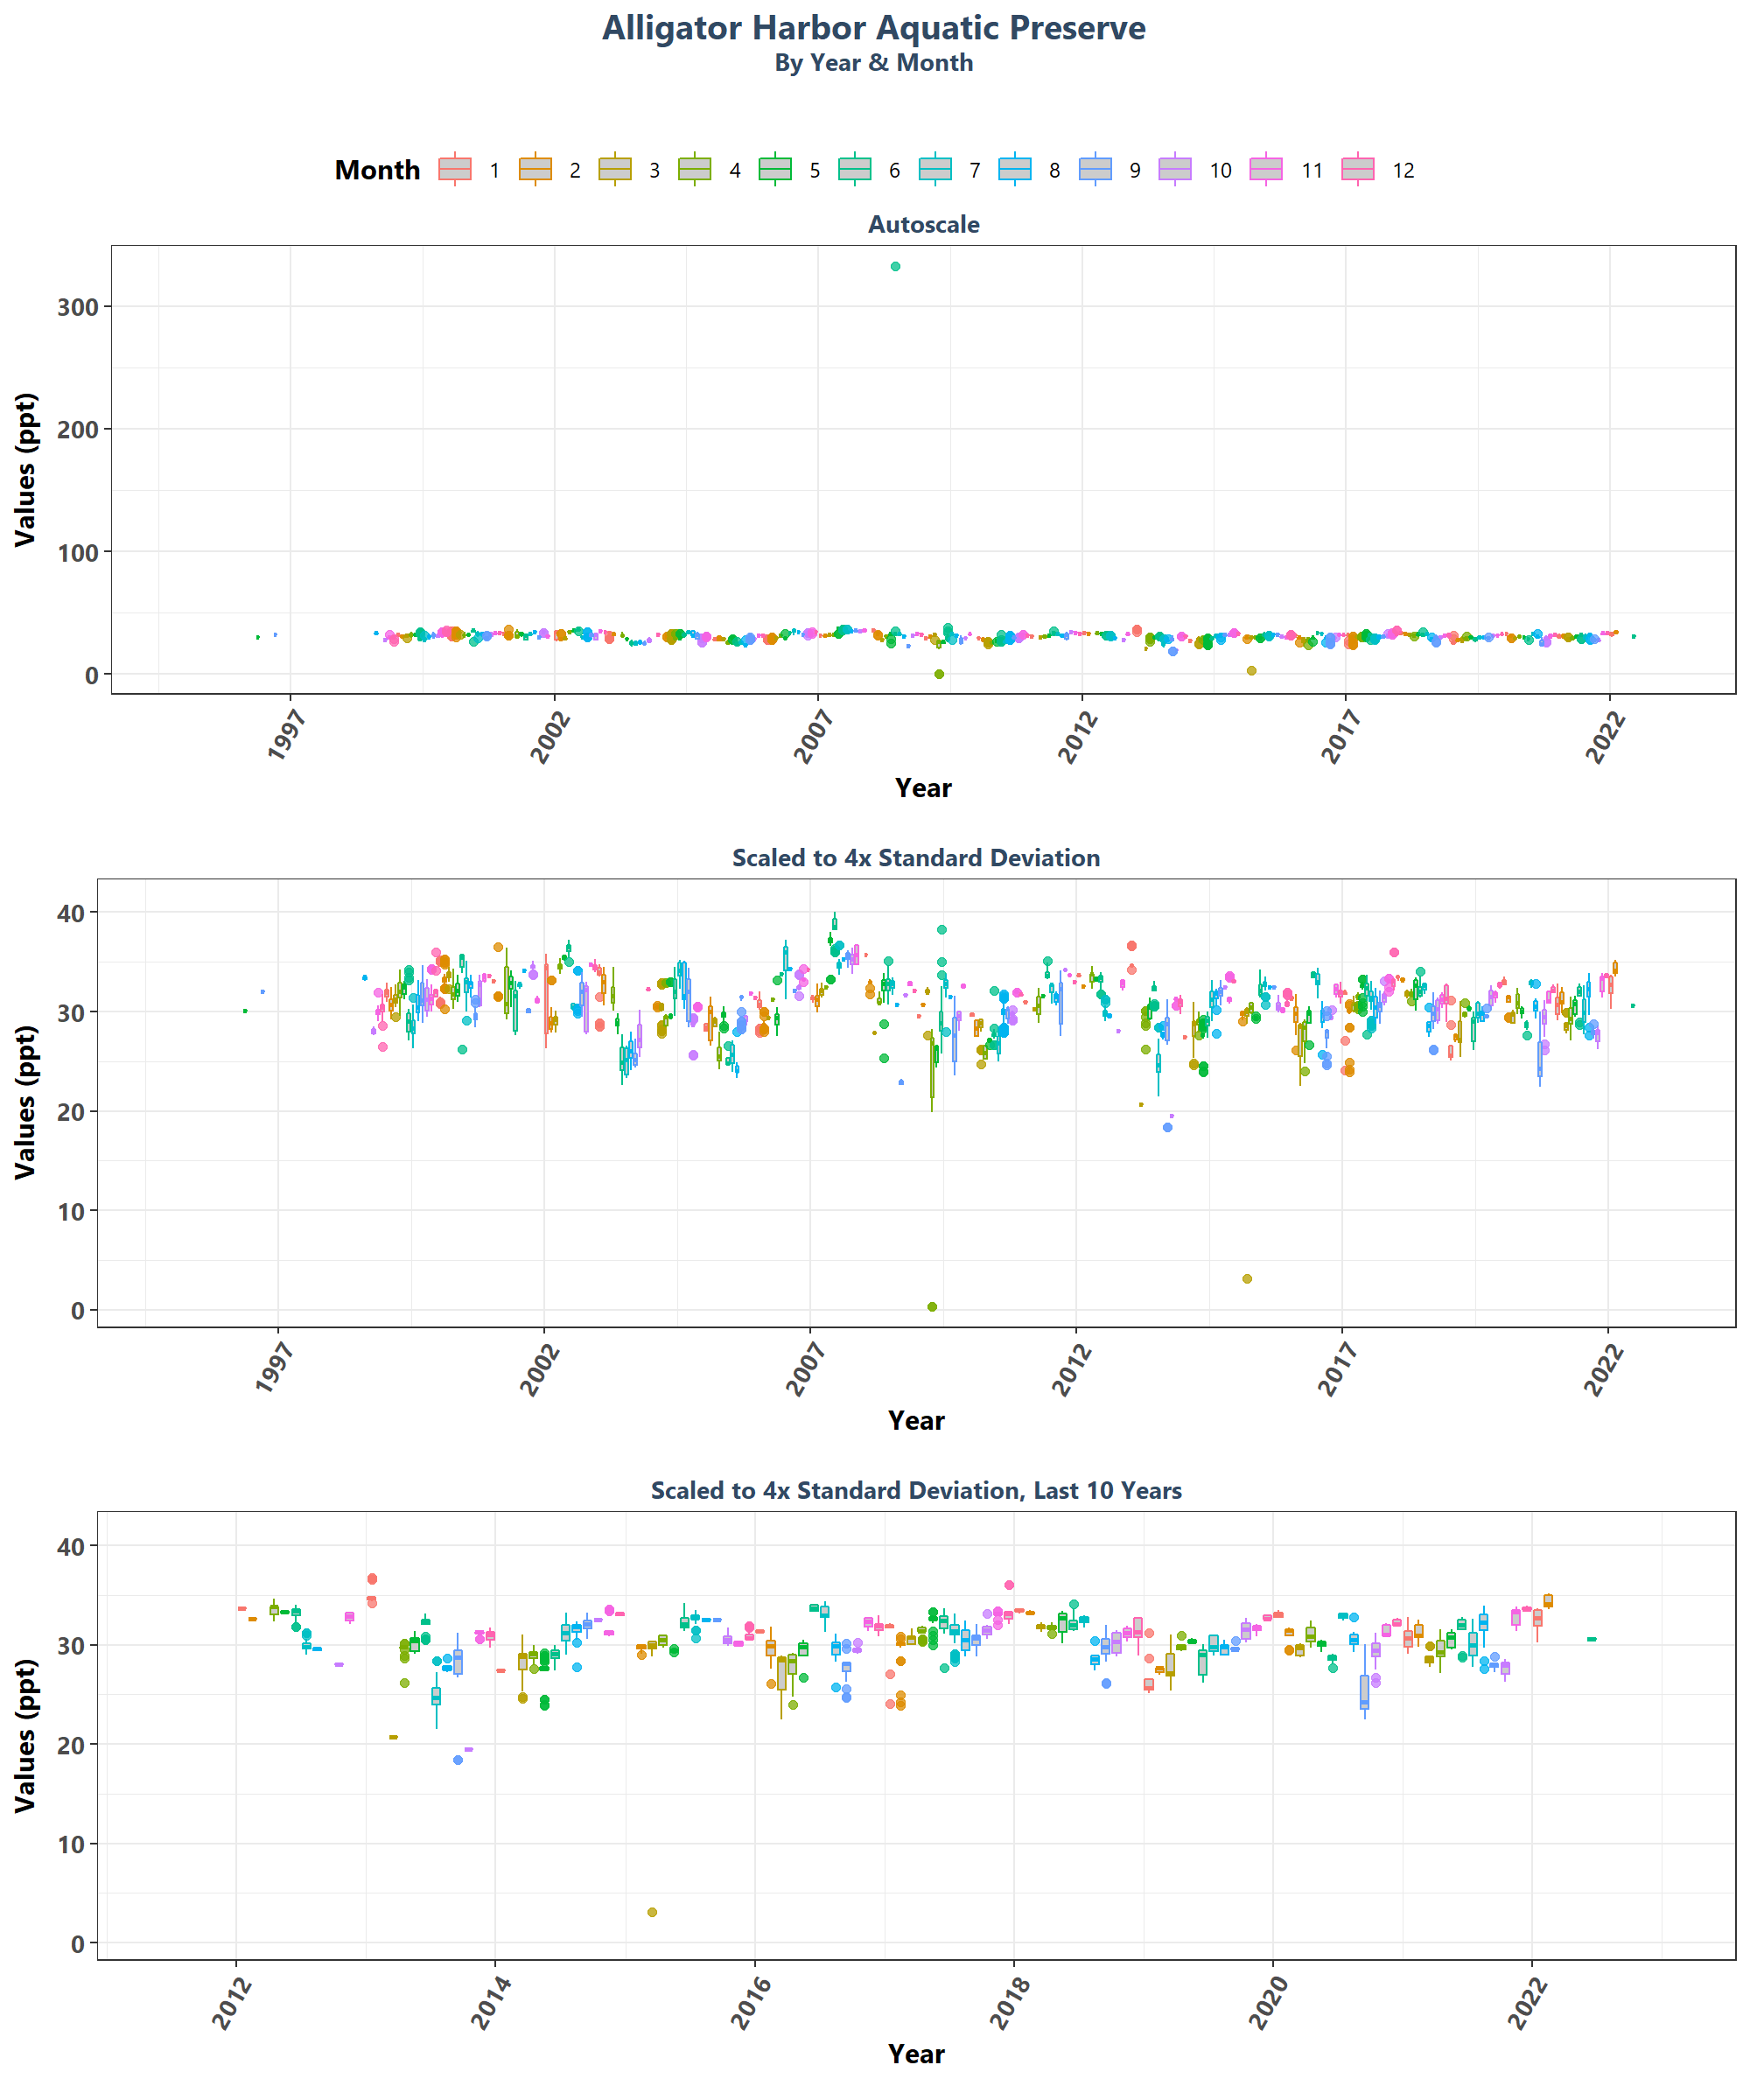 Alligator Harbor Aquatic Preserve
By Year & Month
Month 1 2 3 4 5 6 7 8 9 10 11 12
Autoscale
300
200
100
0
Values (ppt)
1997 2002 2007 2012 2017 2022
Year
Scaled to 4x Standard Deviation
40
30
20
10
0
Values (ppt)
1997 2002 2007 2012 2017 2022
Year
Scaled to 4x Standard Deviation, Last 10 Years
40
30
20
10
0
Values (ppt)
2012 2014 2016 2018 2020 2022
Year